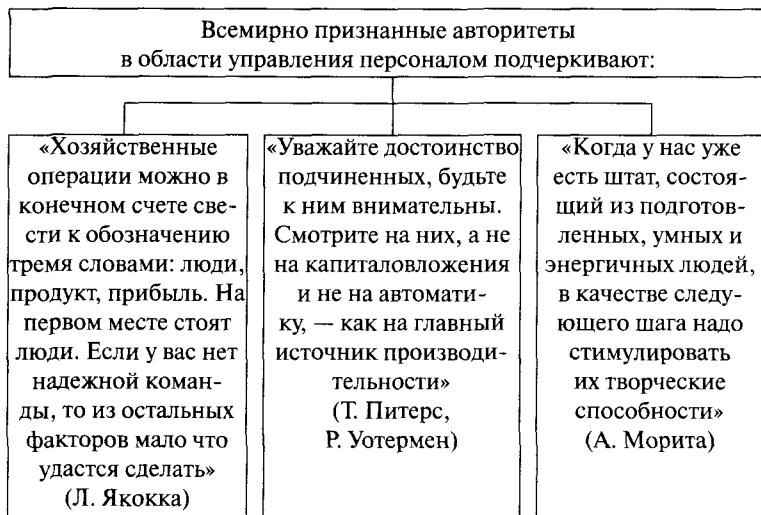 Всемирно признанные авторитеты
в области управления персоналом подчеркивают:
«Хозяйственные
операции можно в
конечном счете све-
сти к обозначению
тремя словами: люди,
продукт, прибыль. На
первом месте стоят
люди. Если у вас нет
надежной коман-
ды, то из остальных
факторов мало что
удастся сделать»
(Л. Якокка)
«Уважайте достоинство
подчиненных, будьте
к ним внимательны.
Смотрите на них, а не
на капиталовложения
и не на автомати-
ку, — как на главный
источник производи-
тельности»
(Т. Питерс,
Р. Уотермен)
«Когда у нас уже
есть штат, состоя-
щий из подготов-
ленных, умных и
энергичных людей,
в качестве следу-
ющего шага надо
стимулировать
их творческие
способности»
(А. Морита)